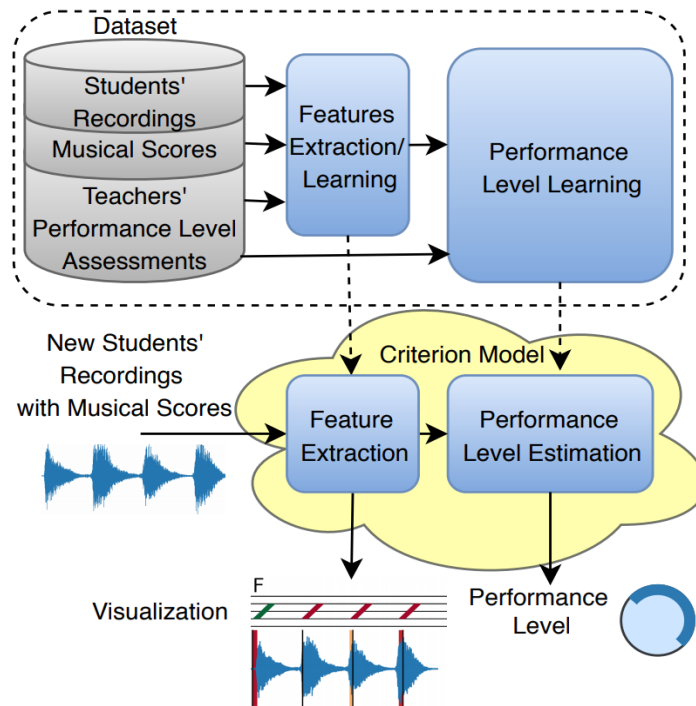 Dataset
Students'
Recordings
Musical Scores
Teachers'
Performance Level
Assessments
Features
Extraction/
Learning
Performance
Level Learning
New Students'
Recordings
with Musical Scores
Criterion Model
Feature
Extraction
Performance
Level Estimation
Visualization
F
Performance
Level